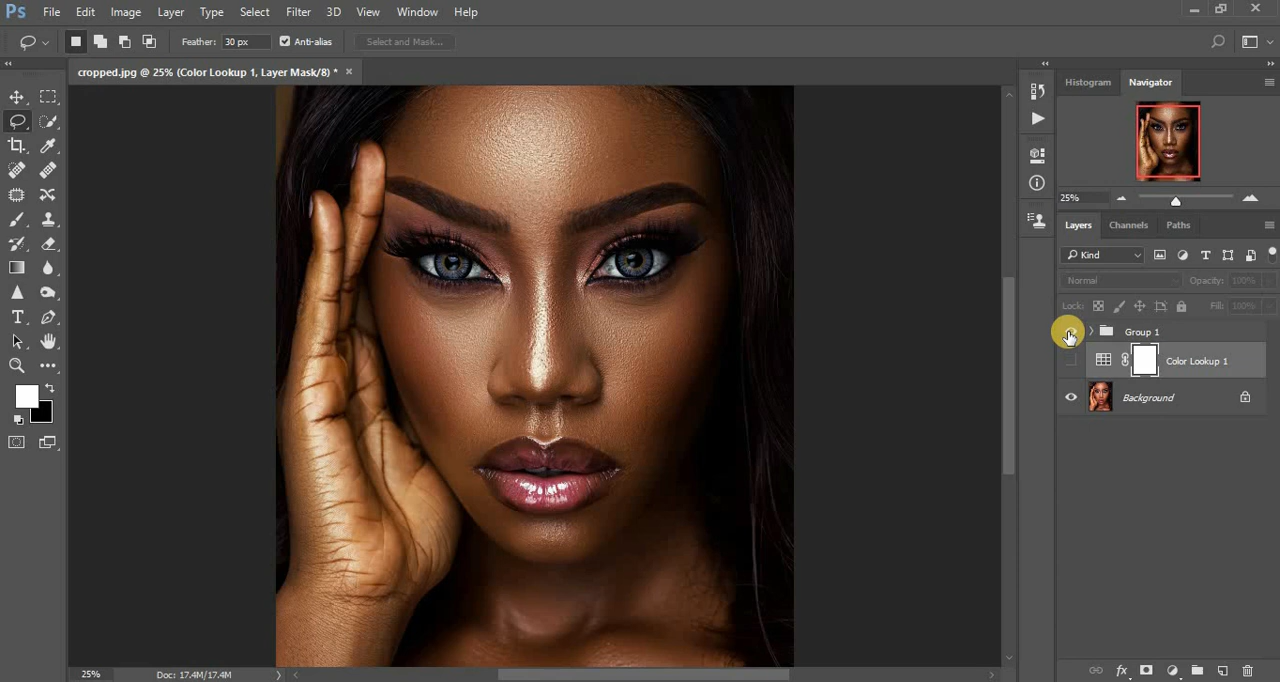 Ps File Edit Image Layer Type Select Filter 3D View Window Help
Feather: 30 px Anti-alias Select and Mask...
cropped.jpg @ 25% (Color Lookup 1, Layer Mask/8) *
Histogram Navigator
25%
Layers Channels Paths
Kind
Normal Opacity: 100%
Lock: Fill: 100%
Group 1
Color Lookup 1
Background
25% Doc: 17.4M/17.4M